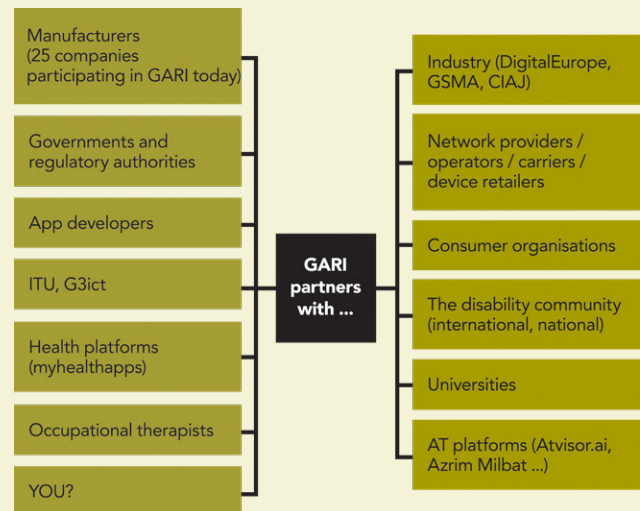 Manufacturers
(25 companies
participating in GARI today)
Governments and
regulatory authorities
App developers
ITU, G3ict
Health platforms
(myhealthapps)
Occupational therapists
YOU?
GARI
partners
with ...
Industry (DigitalEurope,
GSMA, CIAJ)
Network providers /
operators / carriers /
device retailers
Consumer organisations
The disability community
(international, national)
Universities
AT platforms (Atvisor.ai,
Azrim Milbat ...)